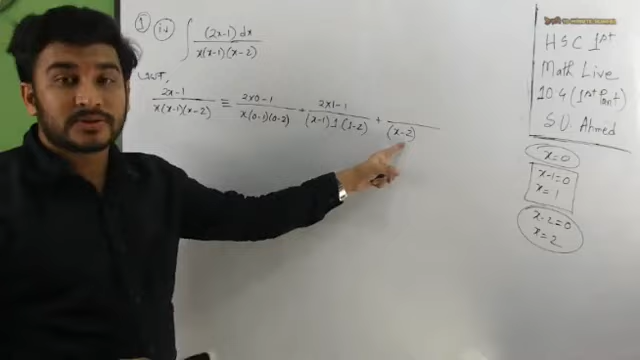 ① iv) ∫ (2x-1) dx / x(x-1)(x-2)
Let,
2x-1 / x(x-1)(x-2) ≡ 2×0-1 / x(0-1)(0-2) + 2×1-1 / (x-1) 1 (1-2) + / (x-2)
HSC 1st
Math Live
10 4 (1st Part)
SU. Ahmed
x=0
x-1=0
x=1
x-2=0
x=2